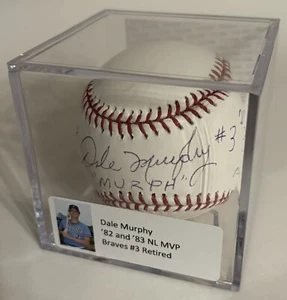 Dale Murphy #3
"MURPH"
Dale Murphy
'82 and '83 NL MVP
Braves #3 Retired